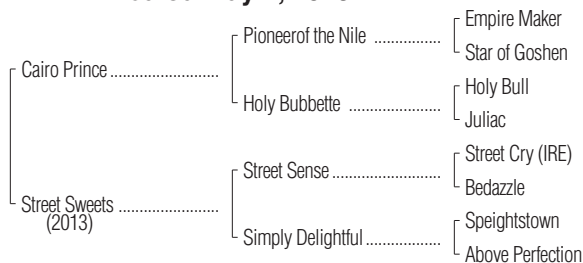 Empire Maker
Pioneerof the Nile ..................
Star of Goshen
Cairo Prince ........................
Holy Bull
Holy Bubbette .....................
Juliac
Street Cry (IRE)
Street Sense ........................
Bedazzle
Street Sweets ......................
(2013)
Speightstown
Simply Delightful .................
Above Perfection